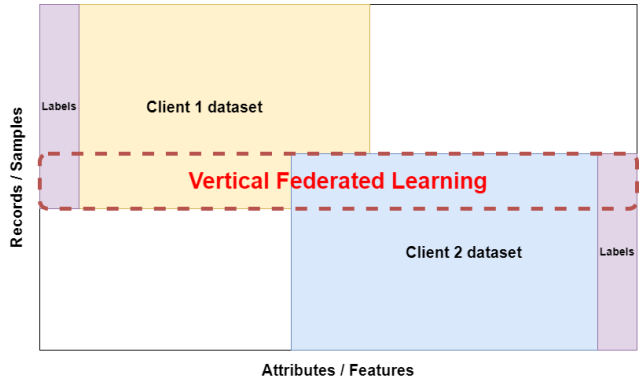 Labels
Client 1 dataset
Vertical Federated Learning
Client 2 dataset
Labels
Records / Samples
Attributes / Features